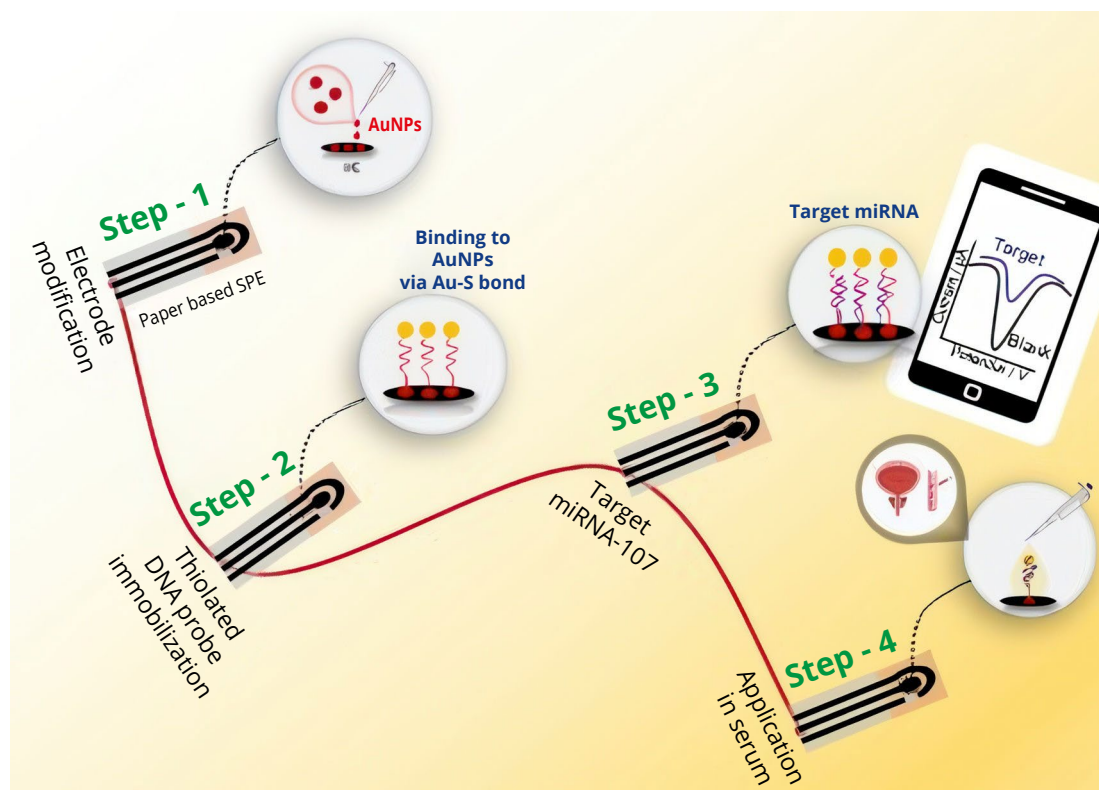 AuNPs
Step - 1
Electrode
modification
Paper based SPE
Binding to
AuNPs
via Au-S bond
Step - 2
Thiolated
DNA probe
immobilization
Target miRNA
Target
Blank
Step - 3
Target
miRNA-107
Step - 4
Application
in serum